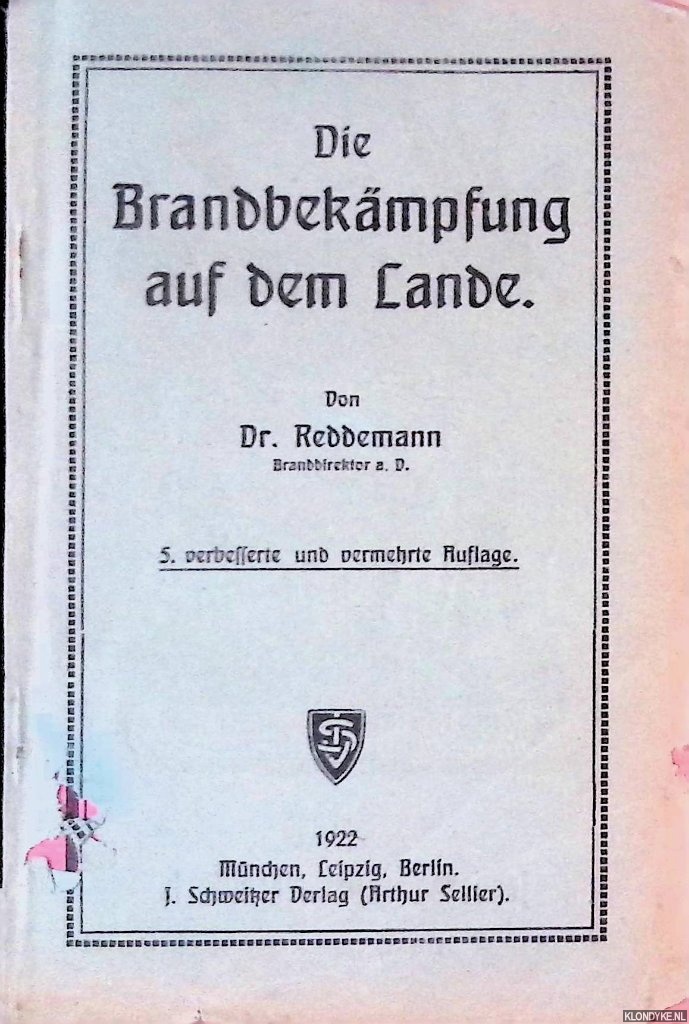 Die
Brandbekämpfung
auf dem Lande.
Von
Dr. Reddemann
Branddirektor a. D.
5. verbesserte und vermehrte Auflage.
1922
München, Leipzig, Berlin.
J. Schweitzer Verlag (Arthur Sellier).
KLONDYKE.NL